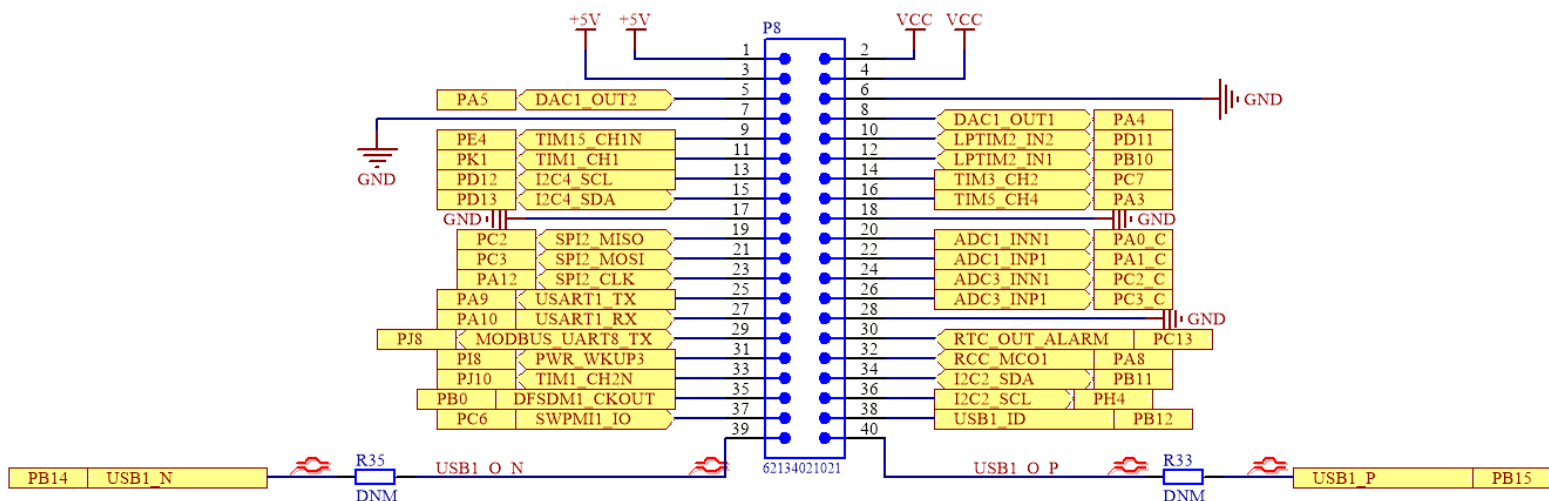 +5V +5V P8 VCC VCC
1 2
3 4
PA5 DAC1_OUT2 5 6 GND
7 8 DAC1_OUT1 PA4
PE4 TIM15_CH1N 9 10 LPTIM2_IN2 PD11
PK1 TIM1_CH1 11 12 LPTIM2_IN1 PB10
GND PD12 I2C4_SCL 13 14 TIM3_CH2 PC7
PD13 I2C4_SDA 15 16 TIM5_CH4 PA3
GND 17 18 GND
PC2 SPI2_MISO 19 20 ADC1_INN1 PA0_C
PC3 SPI2_MOSI 21 22 ADC1_INP1 PA1_C
PA12 SPI2_CLK 23 24 ADC3_INN1 PC2_C
PA9 USART1_TX 25 26 ADC3_INP1 PC3_C
PA10 USART1_RX 27 28 GND
PJ8 MODBUS_UART8_TX 29 30 RTC_OUT_ALARM PC13
PI8 PWR_WKUP3 31 32 RCC_MCO1 PA8
PJ10 TIM1_CH2N 33 34 I2C2_SDA PB11
PB0 DFSDM1_CKOUT 35 36 I2C2_SCL PH4
PC6 SWPMI1_IO 37 38 USB1_ID PB12
39 40
R35 USB1_O_N 62134021021 USB1_O_P R33
PB14 USB1_N USB1_P PB15
DNM DNM